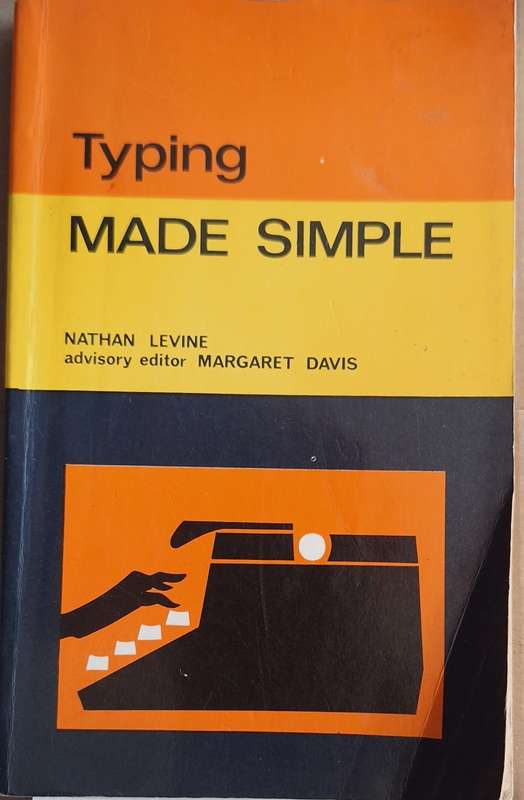 Typing
MADE SIMPLE
NATHAN LEVINE
advisory editor MARGARET DAVIS